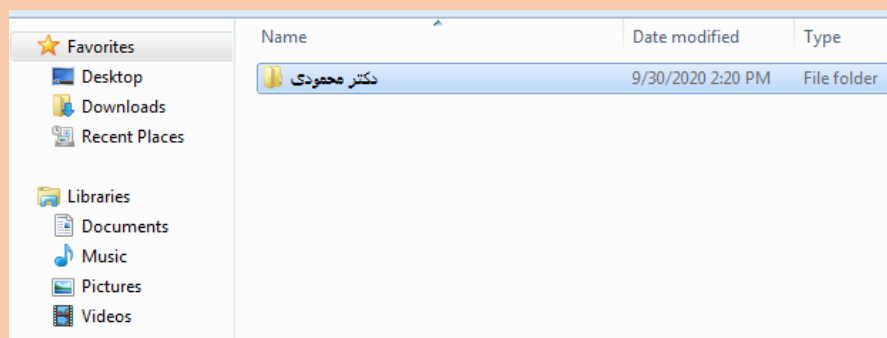 Favorites
Desktop
Downloads
Recent Places
Libraries
Documents
Music
Pictures
Videos
Name Date modified Type
دکتر محمودی 9/30/2020 2:20 PM File folder